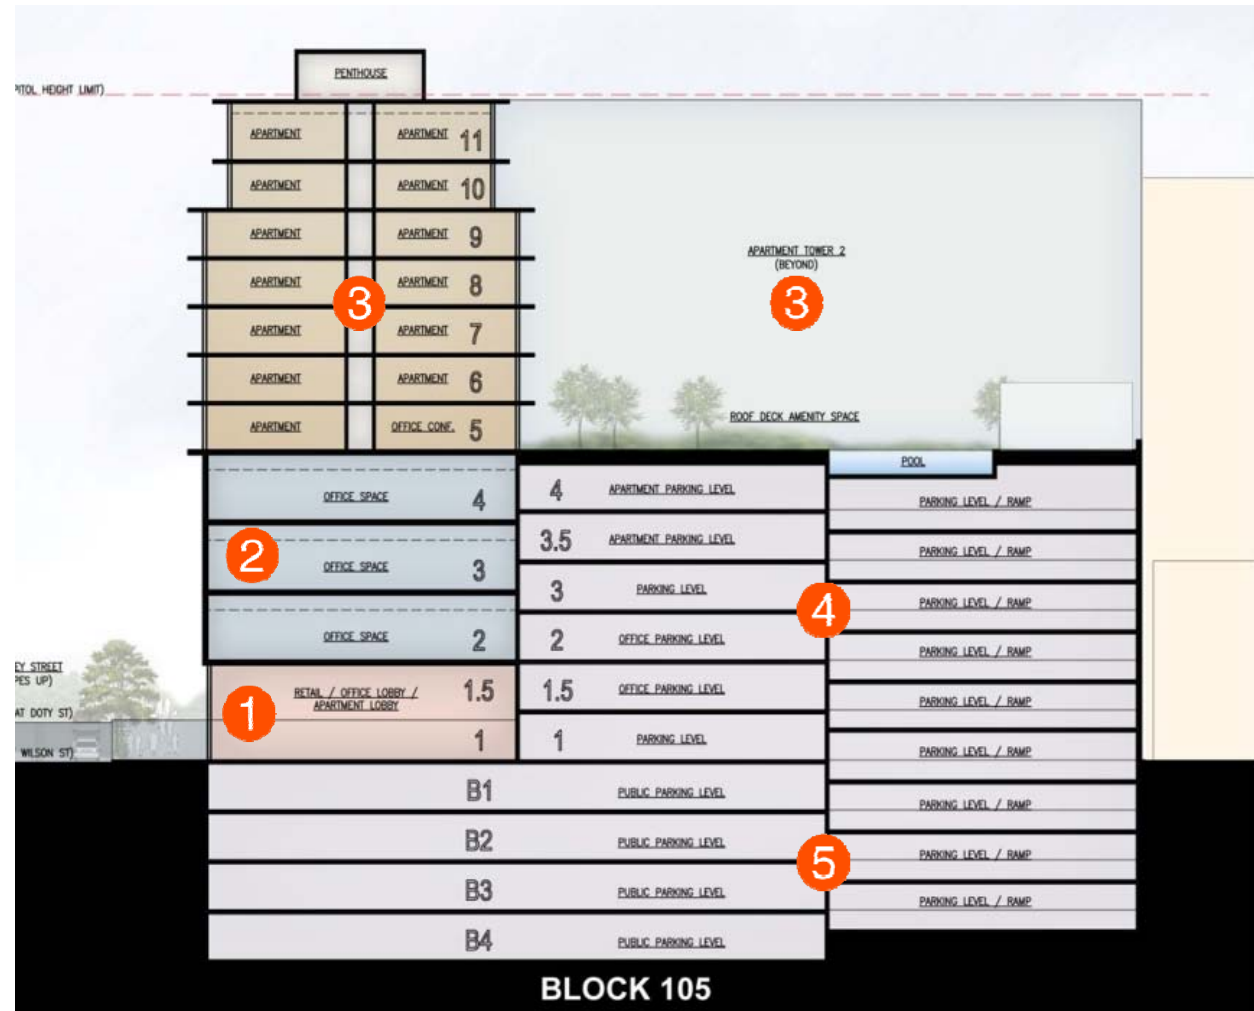 PENTHOUSE
PITOL HEIGHT LIMIT)
APARTMENT APARTMENT 11
APARTMENT APARTMENT 10
APARTMENT APARTMENT 9
APARTMENT TOWER 2
(BEYOND)
APARTMENT APARTMENT 8
3 3
APARTMENT APARTMENT 7
APARTMENT APARTMENT 6
ROOF DECK AMENITY SPACE
APARTMENT OFFICE CONF. 5
POOL
OFFICE SPACE 4
4 APARTMENT PARKING LEVEL
PARKING LEVEL / RAMP
3.5 APARTMENT PARKING LEVEL
PARKING LEVEL / RAMP
2
OFFICE SPACE 3
3 PARKING LEVEL
4
PARKING LEVEL / RAMP
OFFICE SPACE 2
2 OFFICE PARKING LEVEL
PARKING LEVEL / RAMP
EY STREET
PES UP)
AT DOTY ST)
WILSON ST)
1
RETAIL / OFFICE LOBBY /
APARTMENT LOBBY
1.5
1.5 OFFICE PARKING LEVEL
PARKING LEVEL / RAMP
1
1 PARKING LEVEL
PARKING LEVEL / RAMP
B1 PUBLIC PARKING LEVEL
PARKING LEVEL / RAMP
B2 PUBLIC PARKING LEVEL
5
PARKING LEVEL / RAMP
B3 PUBLIC PARKING LEVEL
PARKING LEVEL / RAMP
B4 PUBLIC PARKING LEVEL
BLOCK 105